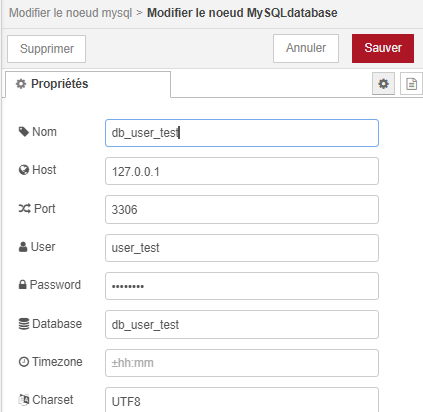 Modifier le noeud mysql > Modifier le noeud MySQLdatabase
Supprimer Annuler Sauver
Propriétés
Nom db_user_test
Host 127.0.0.1
Port 3306
User user_test
Password ••••••••
Database db_user_test
Timezone ±hh:mm
Charset UTF8